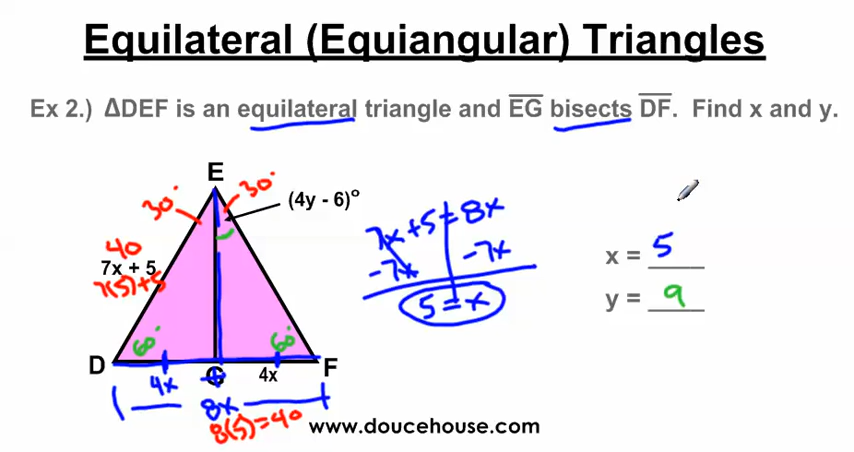 Equilateral (Equiangular) Triangles
Ex 2.) ΔDEF is an equilateral triangle and EG bisects DF. Find x and y.
E
30°
30°
(4y - 6)°
40
7x + 5
7(5)+5
60°
60°
D
G
F
4x
4x
8x
8(5)=40
7x+5=8x
-7x -7x
5=x
x = 5
y = 9
www.doucehouse.com